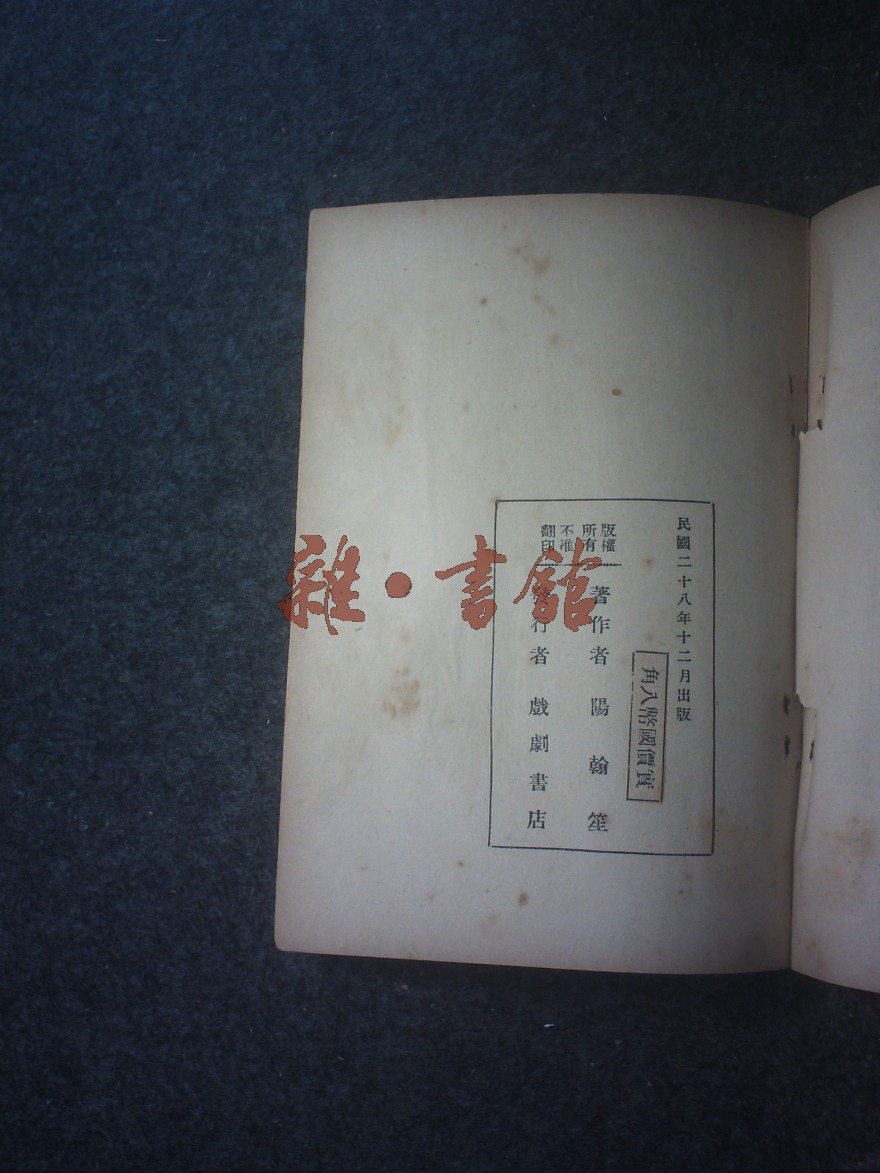 民國二十八年十二月出版
實價國幣八角
版權所有
不准翻印
著作者 陽翰笙
發行者 戲劇書店
雜·書館